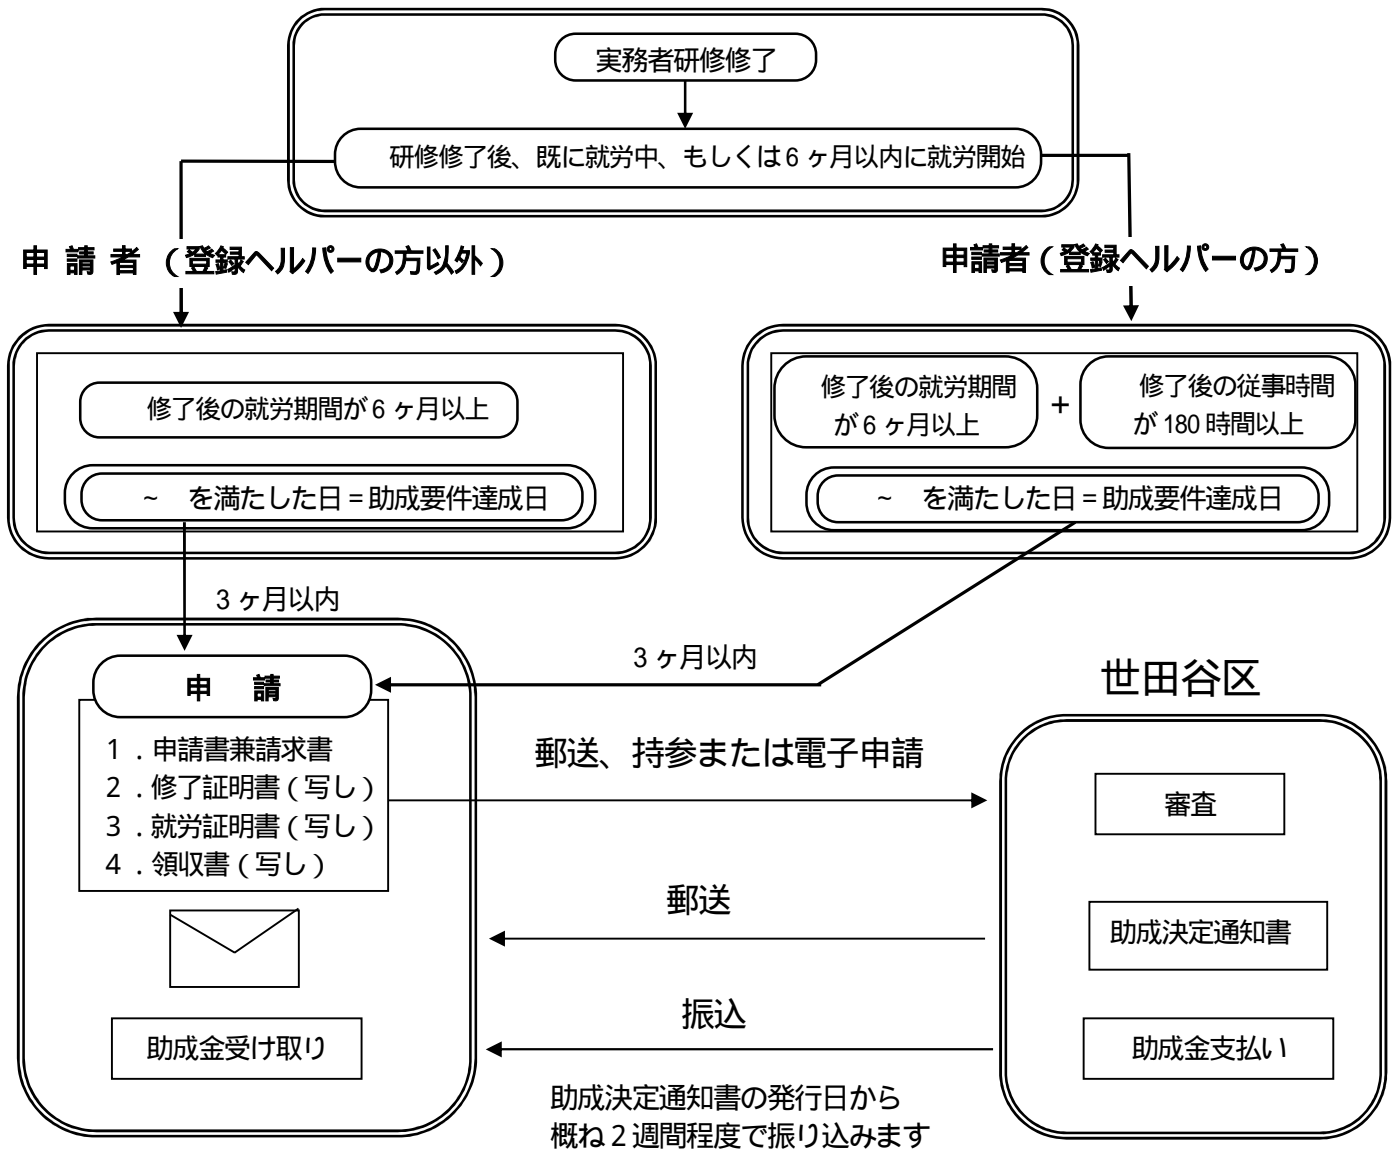 実務者研修修了
研修修了後、既に就労中、もしくは6ヶ月以内に就労開始
申 請 者 (登録ヘルパーの方以外)
申請者(登録ヘルパーの方)
修了後の就労期間が6ヶ月以上
~ を満たした日=助成要件達成日
修了後の就労期間
が6ヶ月以上
+
修了後の従事時間
が180時間以上
~ を満たした日=助成要件達成日
3ヶ月以内
3ヶ月以内
申 請
1.申請書兼請求書
2.修了証明書(写し)
3.就労証明書(写し)
4.領収書(写し)
郵送、持参または電子申請
世田谷区
審査
郵送
助成決定通知書
振込
助成金受け取り
助成金支払い
助成決定通知書の発行日から
概ね2週間程度で振り込みます